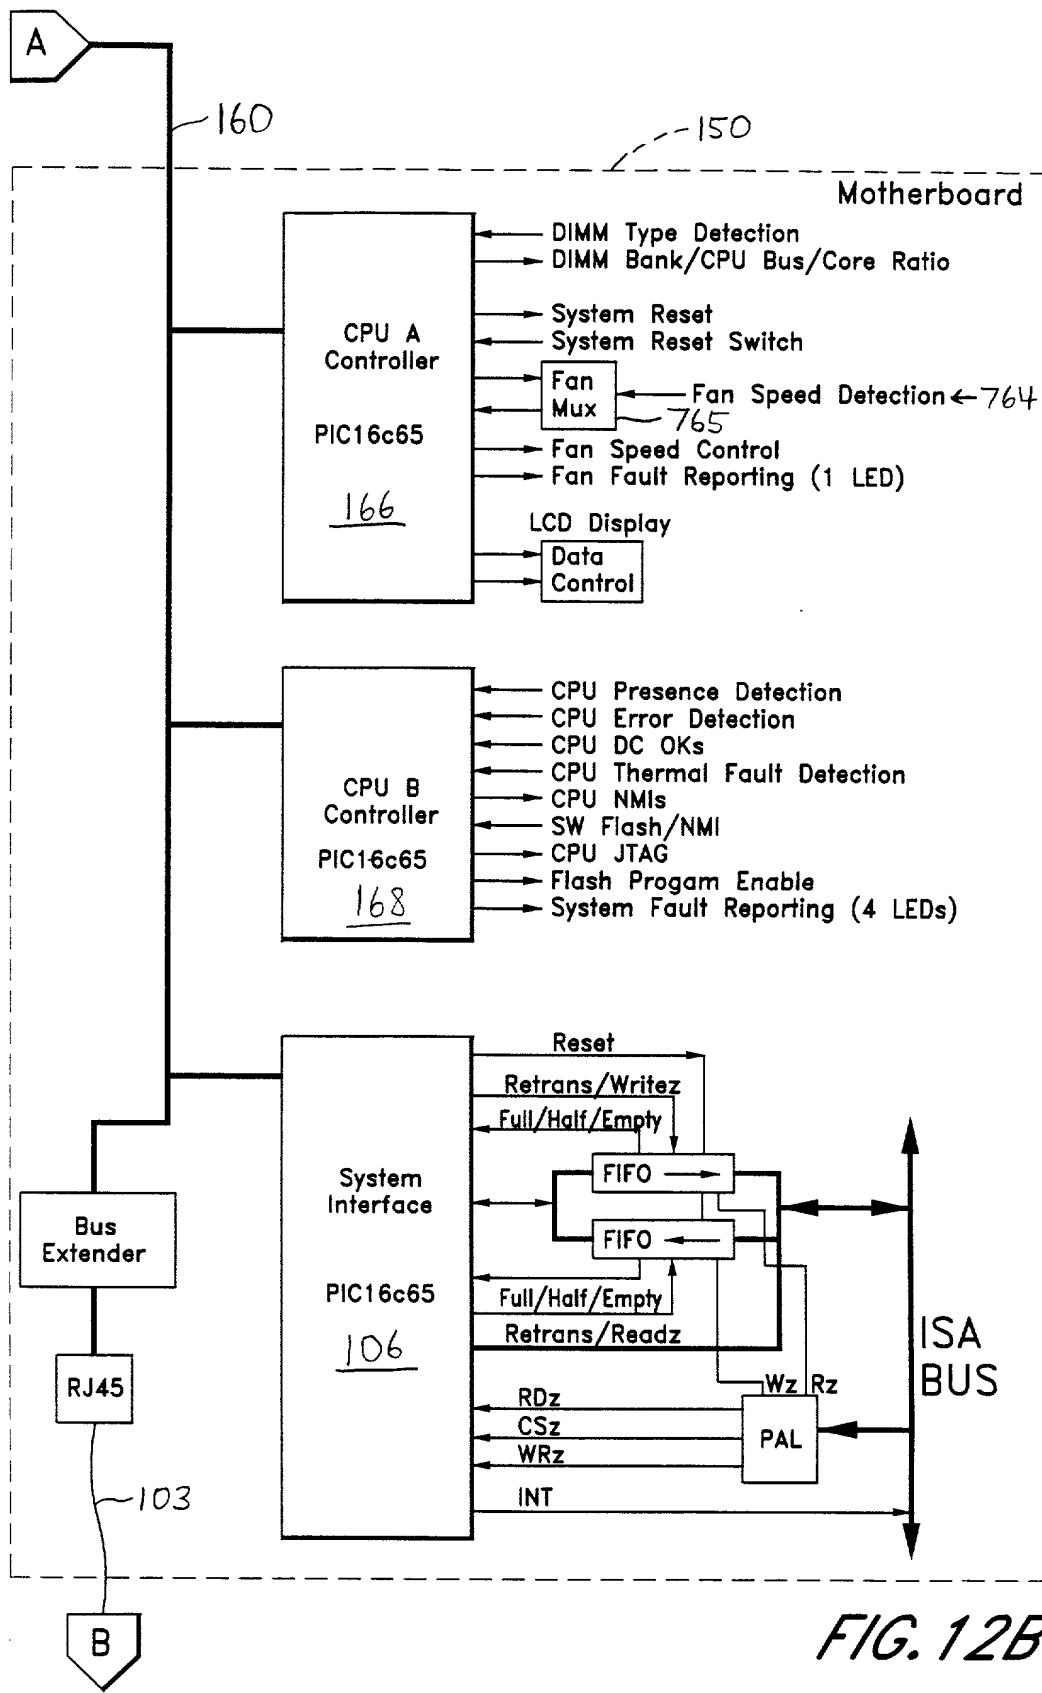 A
160
150
Motherboard
DIMM Type Detection
DIMM Bank/CPU Bus/Core Ratio
System Reset
System Reset Switch
CPU A
Controller
PIC16c65
166
Fan
Mux
Fan Speed Detection
764
765
Fan Speed Control
Fan Fault Reporting (1 LED)
LCD Display
Data
Control
CPU B
Controller
PIC16c65
168
CPU Presence Detection
CPU Error Detection
CPU DC OKs
CPU Thermal Fault Detection
CPU NMIs
SW Flash/NMI
CPU JTAG
Flash Progam Enable
System Fault Reporting (4 LEDs)
System
Interface
PIC16c65
106
Reset
Retrans/Writez
Full/Half/Empty
FIFO
FIFO
Full/Half/Empty
Retrans/Readz
Wz Rz
RDz
CSz
WRz
INT
PAL
ISA
BUS
Bus
Extender
RJ45
103
B
FIG. 12B